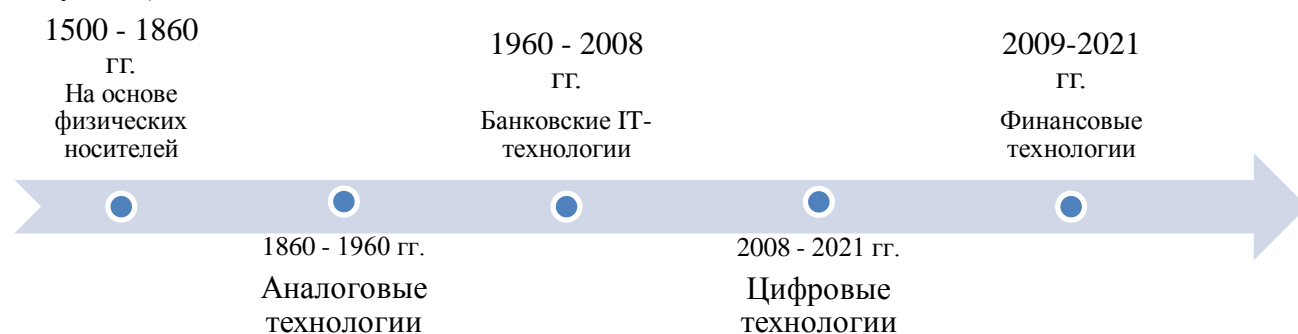 1500 - 1860
гг.
На основе
физических
носителей
1860 - 1960 гг.
Аналоговые
технологии
1960 - 2008
гг.
Банковские IT-
технологии
2008 - 2021 гг.
Цифровые
технологии
2009-2021
гг.
Финансовые
технологии